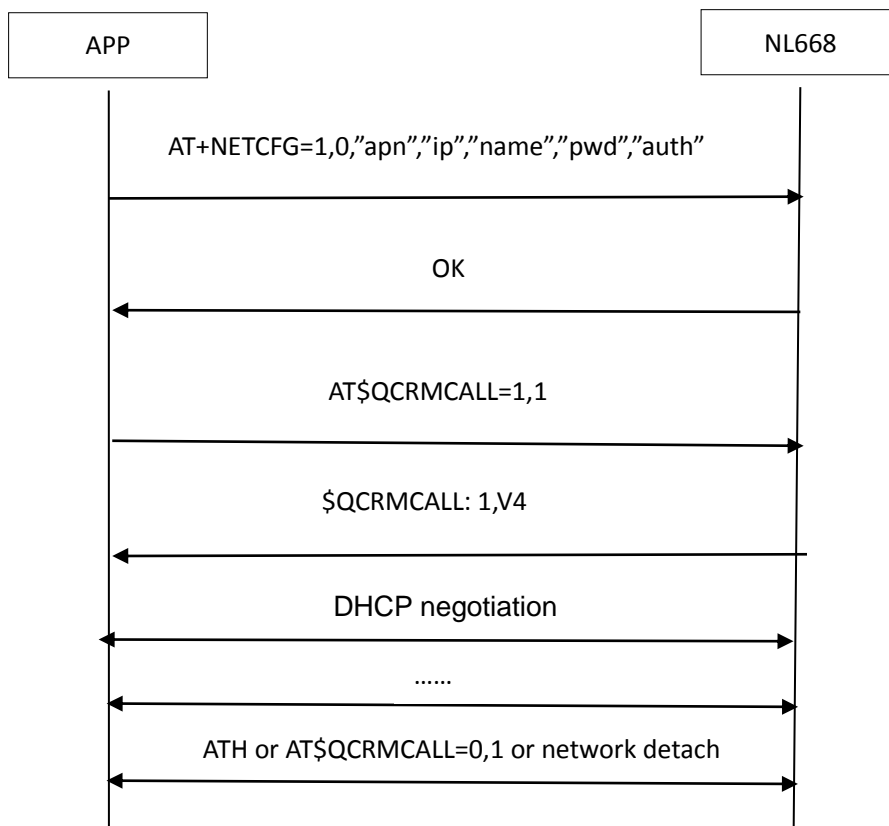 APP
NL668
AT+NETCFG=1,0,”apn”,”ip”,”name”,”pwd”,”auth”
OK
AT$QCRMCALL=1,1
$QCRMCALL: 1,V4
DHCP negotiation
......
ATH or AT$QCRMCALL=0,1 or network detach